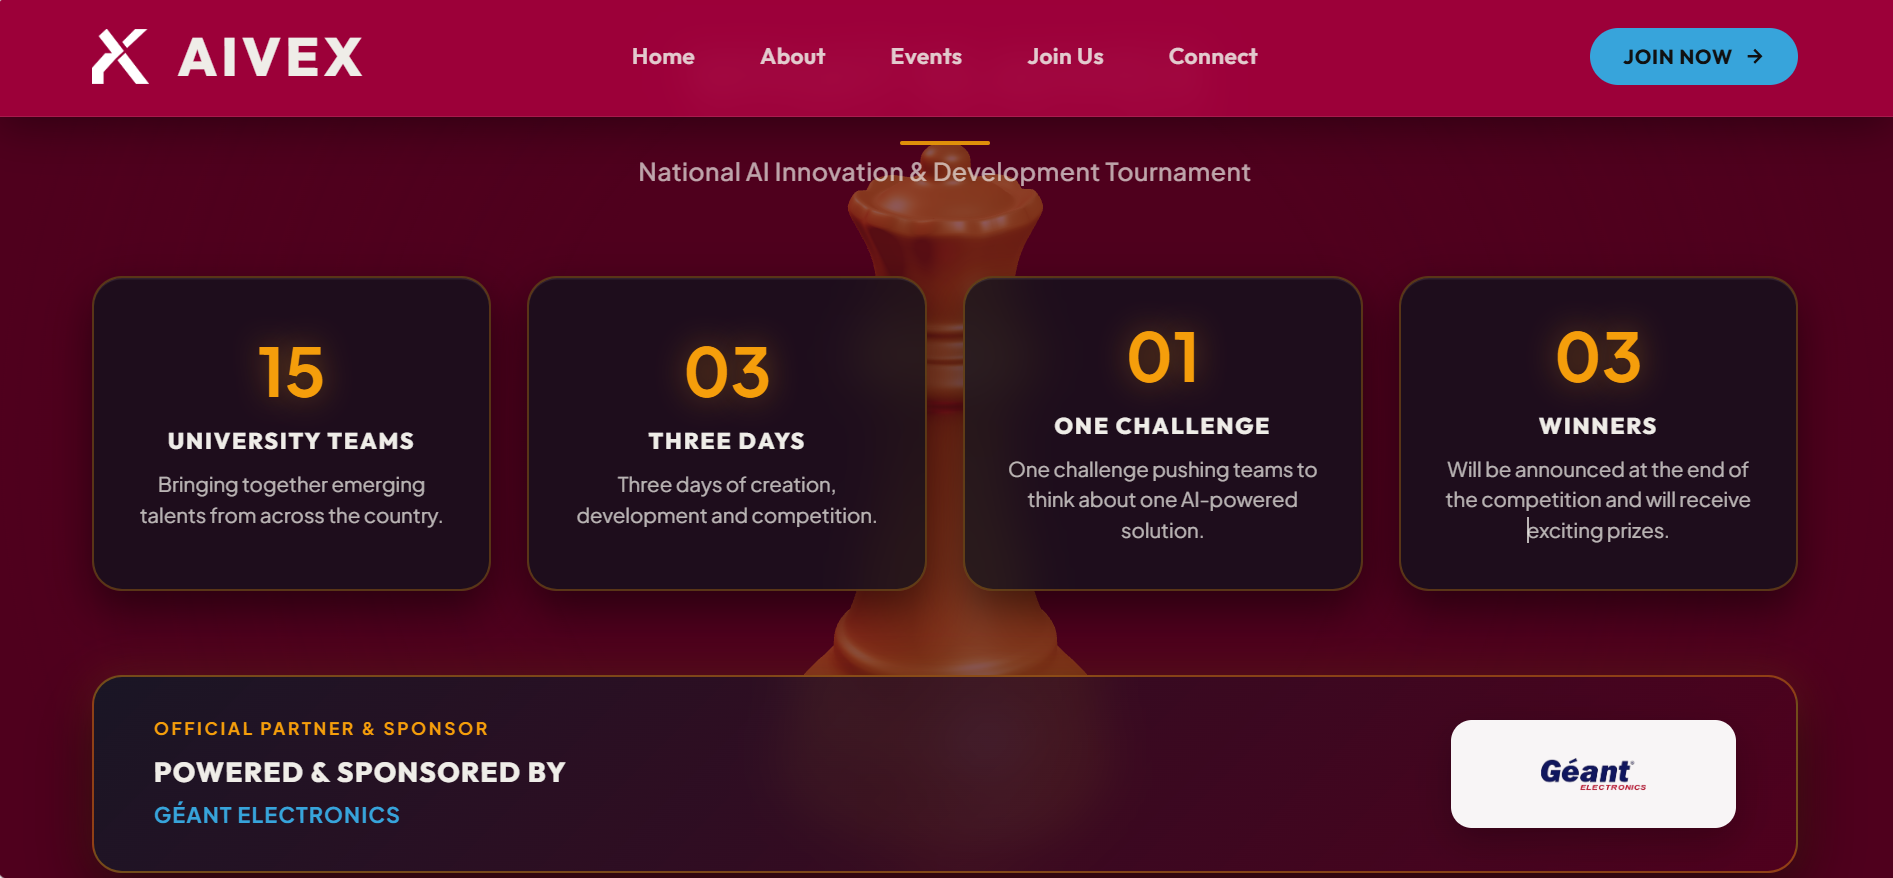 AIVEX
Home
About
Events
Join Us
Connect
JOIN NOW →
National AI Innovation & Development Tournament
15
UNIVERSITY TEAMS
Bringing together emerging
talents from across the country.
03
THREE DAYS
Three days of creation,
development and competition.
01
ONE CHALLENGE
One challenge pushing teams to
think about one AI-powered
solution.
03
WINNERS
Will be announced at the end of
the competition and will receive
exciting prizes.
OFFICIAL PARTNER & SPONSOR
POWERED & SPONSORED BY
GÉANT ELECTRONICS
Géant
ELECTRONICS